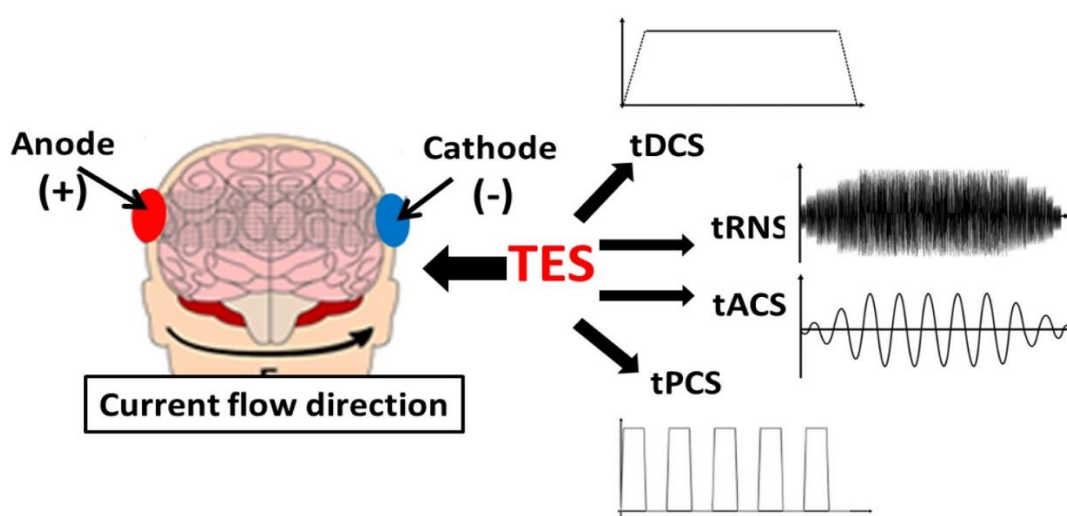 Anode
(+)
Cathode
(-)
Current flow direction
TES
tDCS
tRNS
tACS
tPCS